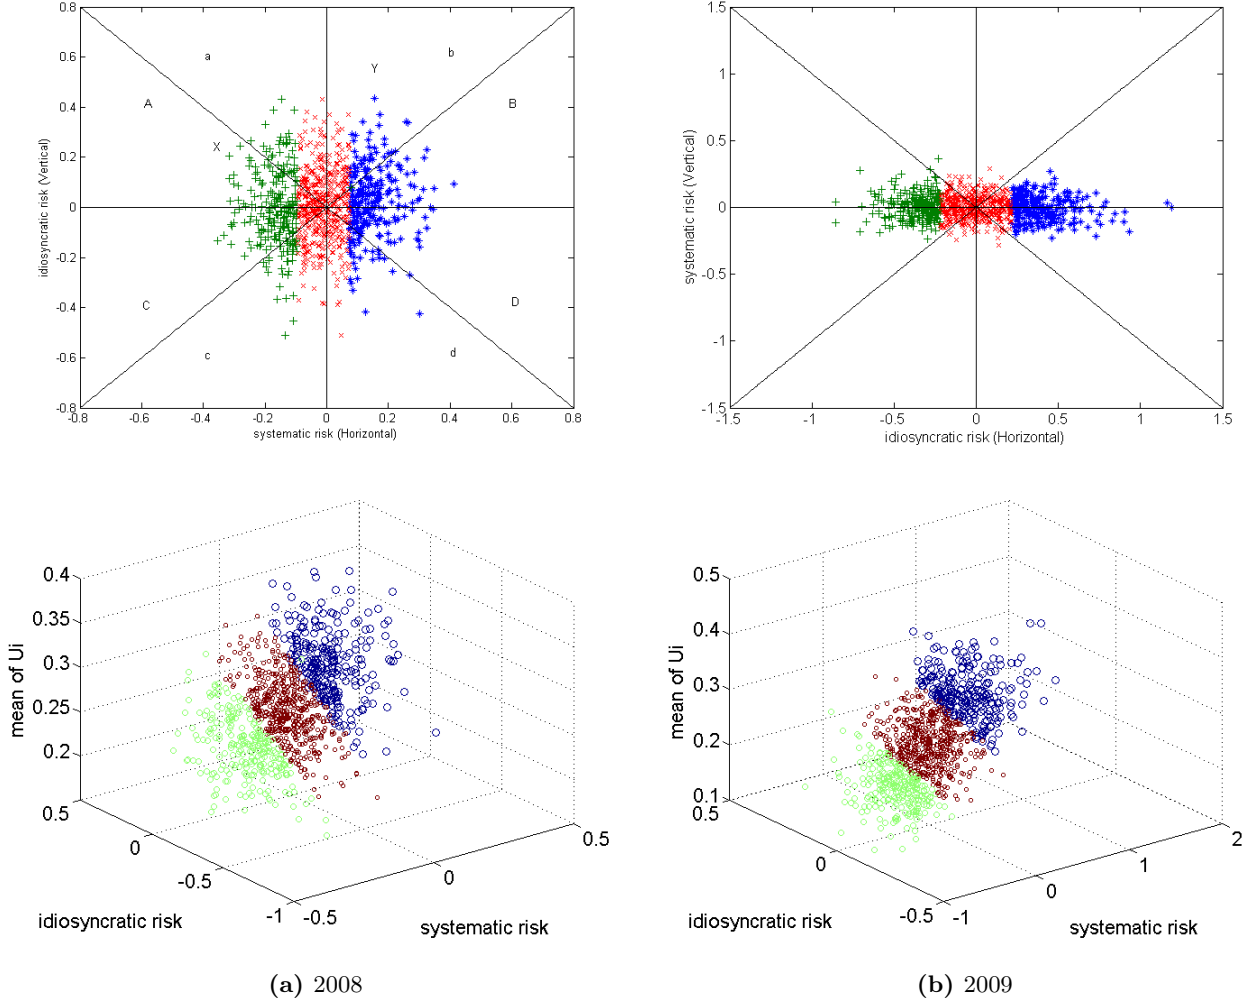 0.8
0.6
0.4
0.2
0
-0.2
-0.4
-0.6
-0.8
-0.8
-0.6
-0.4
-0.2
0
0.2
0.4
0.6
0.8
idiosyncratic risk (Vertical)
systematic risk (Horizontal)
a
b
Y
A
B
X
C
D
c
d
1.5
1
0.5
0
-0.5
-1
-1.5
-1.5
-1
-0.5
0
0.5
1
1.5
systematic risk (Vertical)
idiosyncratic risk (Horizontal)
0.4
0.35
0.3
0.25
0.2
mean of Ui
0.5
0
-0.5
-1
idiosyncratic risk
-0.5
0
0.5
systematic risk
0.5
0.4
0.3
0.2
0.1
mean of Ui
0.5
0
-0.5
idiosyncratic risk
-1
0
1
2
systematic risk
(a) 2008
(b) 2009